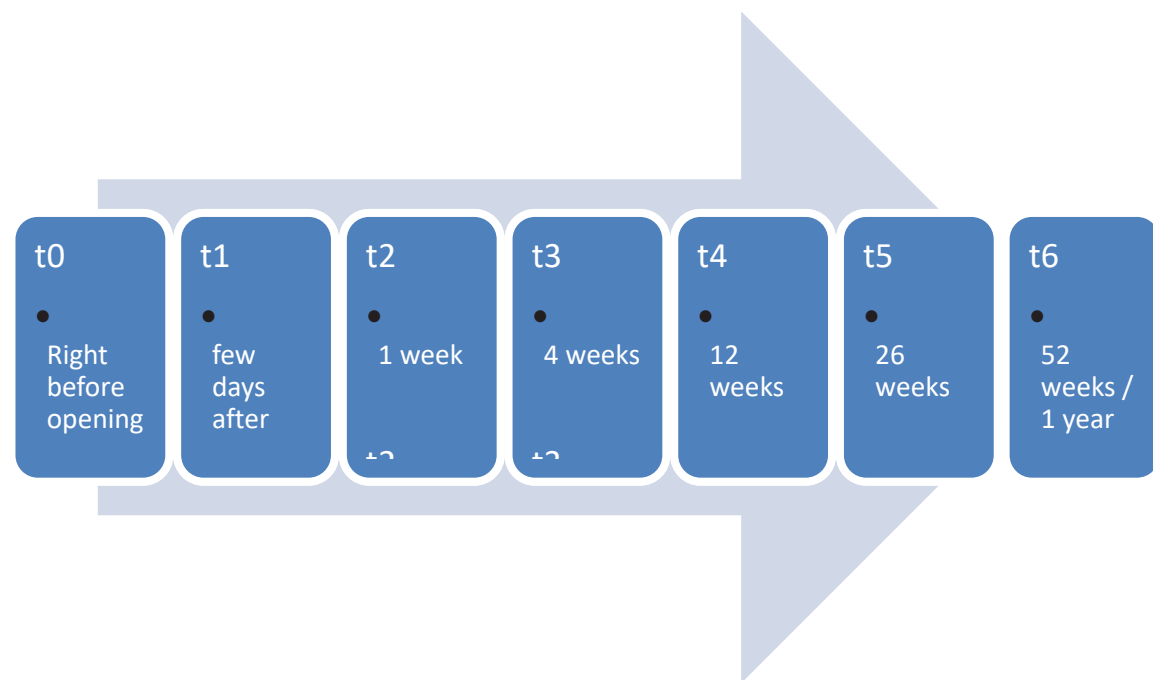 t0
Right
before
opening
t1
few
days
after
t2
1 week
t3
4 weeks
t4
12
weeks
t5
26
weeks
t6
52
weeks /
1 year